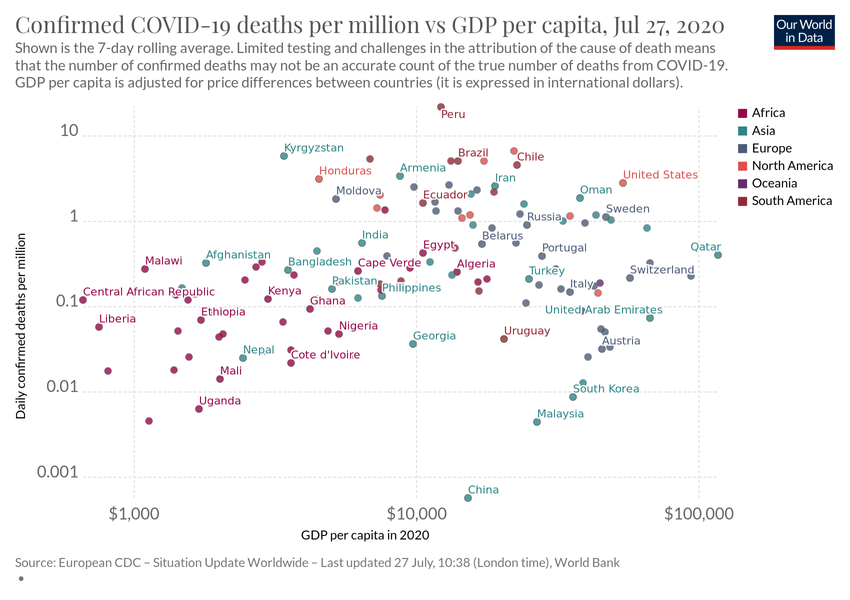 Confirmed COVID-19 deaths per million vs GDP per capita, Jul 27, 2020
Our World
in Data
Shown is the 7-day rolling average. Limited testing and challenges in the attribution of the cause of death means
that the number of confirmed deaths may not be an accurate count of the true number of deaths from COVID-19.
GDP per capita is adjusted for price differences between countries (it is expressed in international dollars).
Africa
Asia
Europe
North America
Oceania
South America
Daily confirmed deaths per million
10
1
0.1
0.01
0.001
Peru
Kyrgyzstan
Brazil
Chile
Honduras
Armenia
United States
Iran
Moldova
Ecuador
Oman
Sweden
Russia
India
Belarus
Egypt
Portugal
Qatar
Afghanistan
Malawi
Bangladesh
Cape Verde
Algeria
Turkey
Switzerland
Pakistan
Philippines
Italy
Central African Republic
Kenya
Ghana
United Arab Emirates
Liberia
Ethiopia
Nigeria
Georgia
Uruguay
Austria
Nepal
Cote d'Ivoire
Mali
South Korea
Uganda
Malaysia
China
$1,000
$10,000
$100,000
GDP per capita in 2020
Source: European CDC – Situation Update Worldwide – Last updated 27 July, 10:38 (London time), World Bank